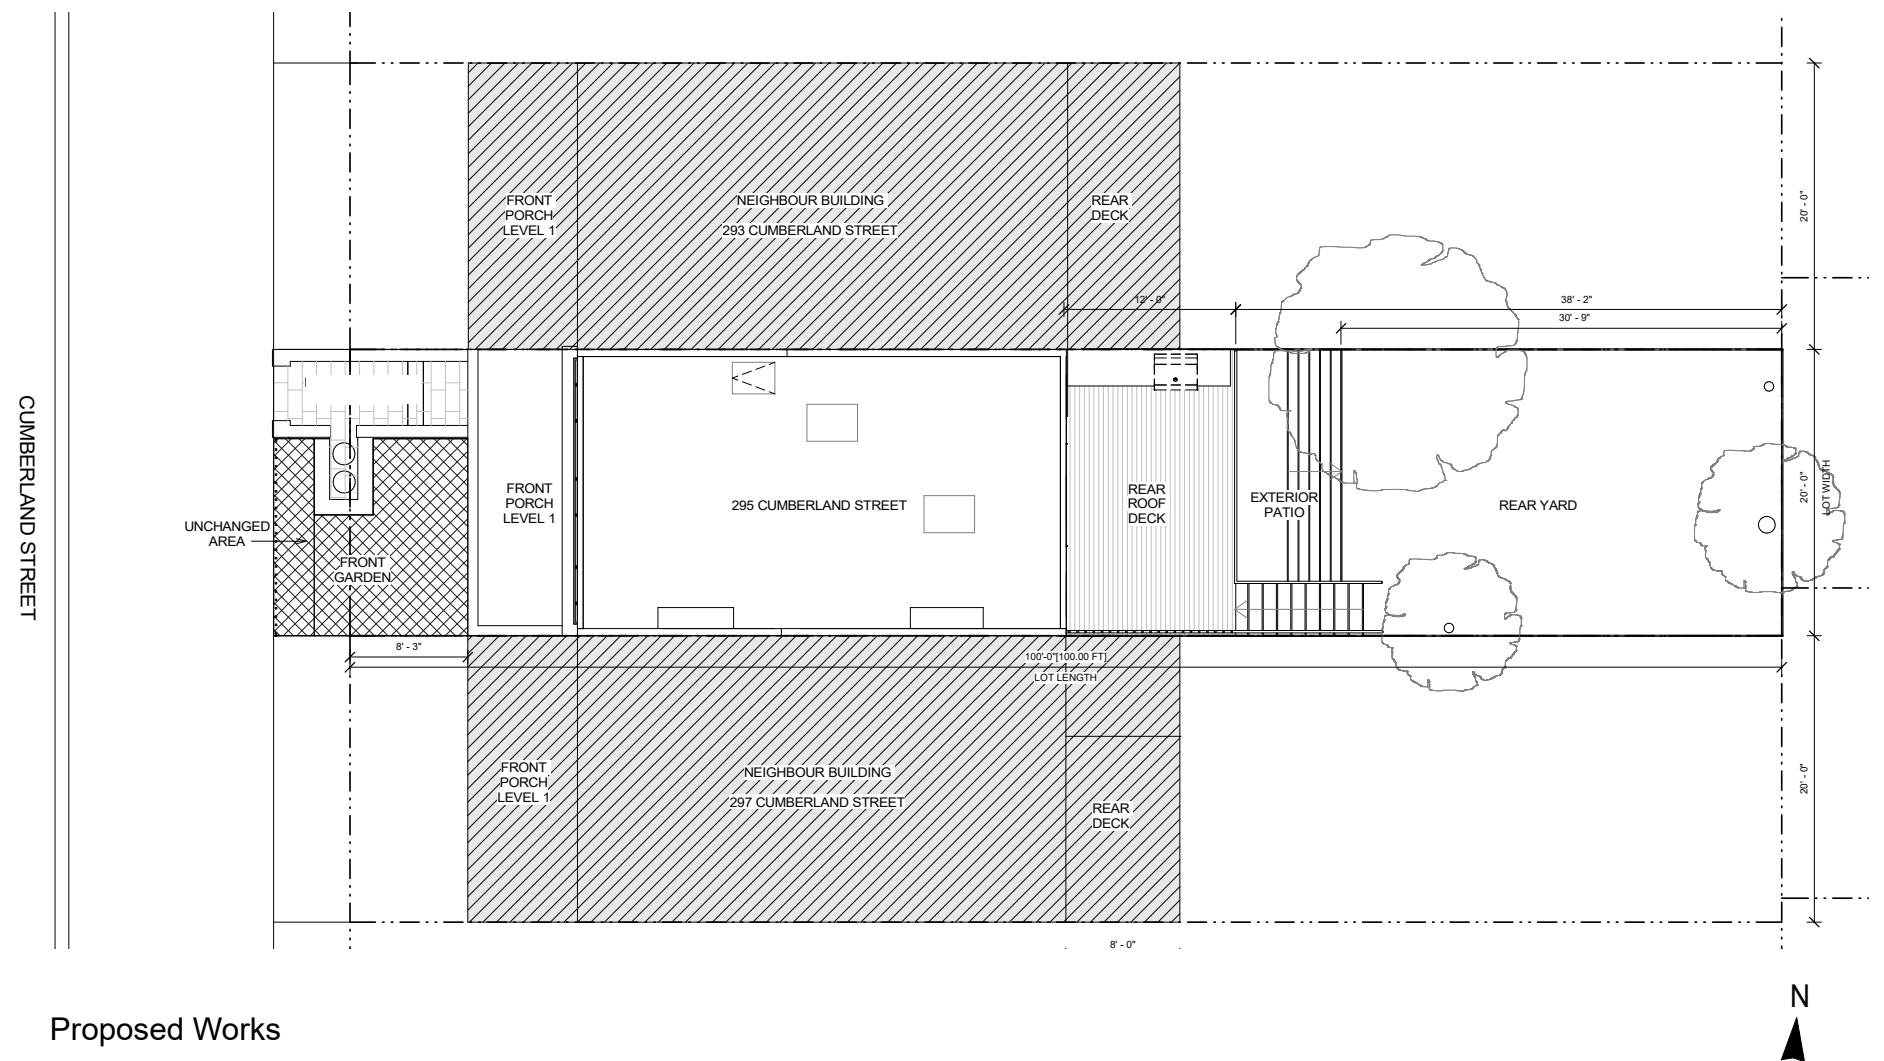 FRONT
PORCH
LEVEL 1
NEIGHBOUR BUILDING
293 CUMBERLAND STREET
REAR
DECK
20' - 0"
12' - 0"
38' - 2"
30' - 9"
CUMBERLAND STREET
UNCHANGED
AREA
FRONT
GARDEN
FRONT
PORCH
LEVEL 1
295 CUMBERLAND STREET
REAR
ROOF
DECK
EXTERIOR
PATIO
REAR YARD
20' - 0"
LOT WIDTH
8' - 3"
100'-0"[100.00 FT]
LOT LENGTH
FRONT
PORCH
LEVEL 1
NEIGHBOUR BUILDING
297 CUMBERLAND STREET
REAR
DECK
20' - 0"
8' - 0"
N
Proposed Works